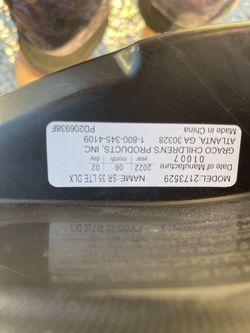 MODEL:2173529 NAME: SR 35 LTE DLX
Date of Manufacture 2022 06 02
year month day
01007
GRACO CHILDREN'S PRODUCTS, INC.
ATLANTA, GA 30328 1-800-345-4109
Made in China PD206938F